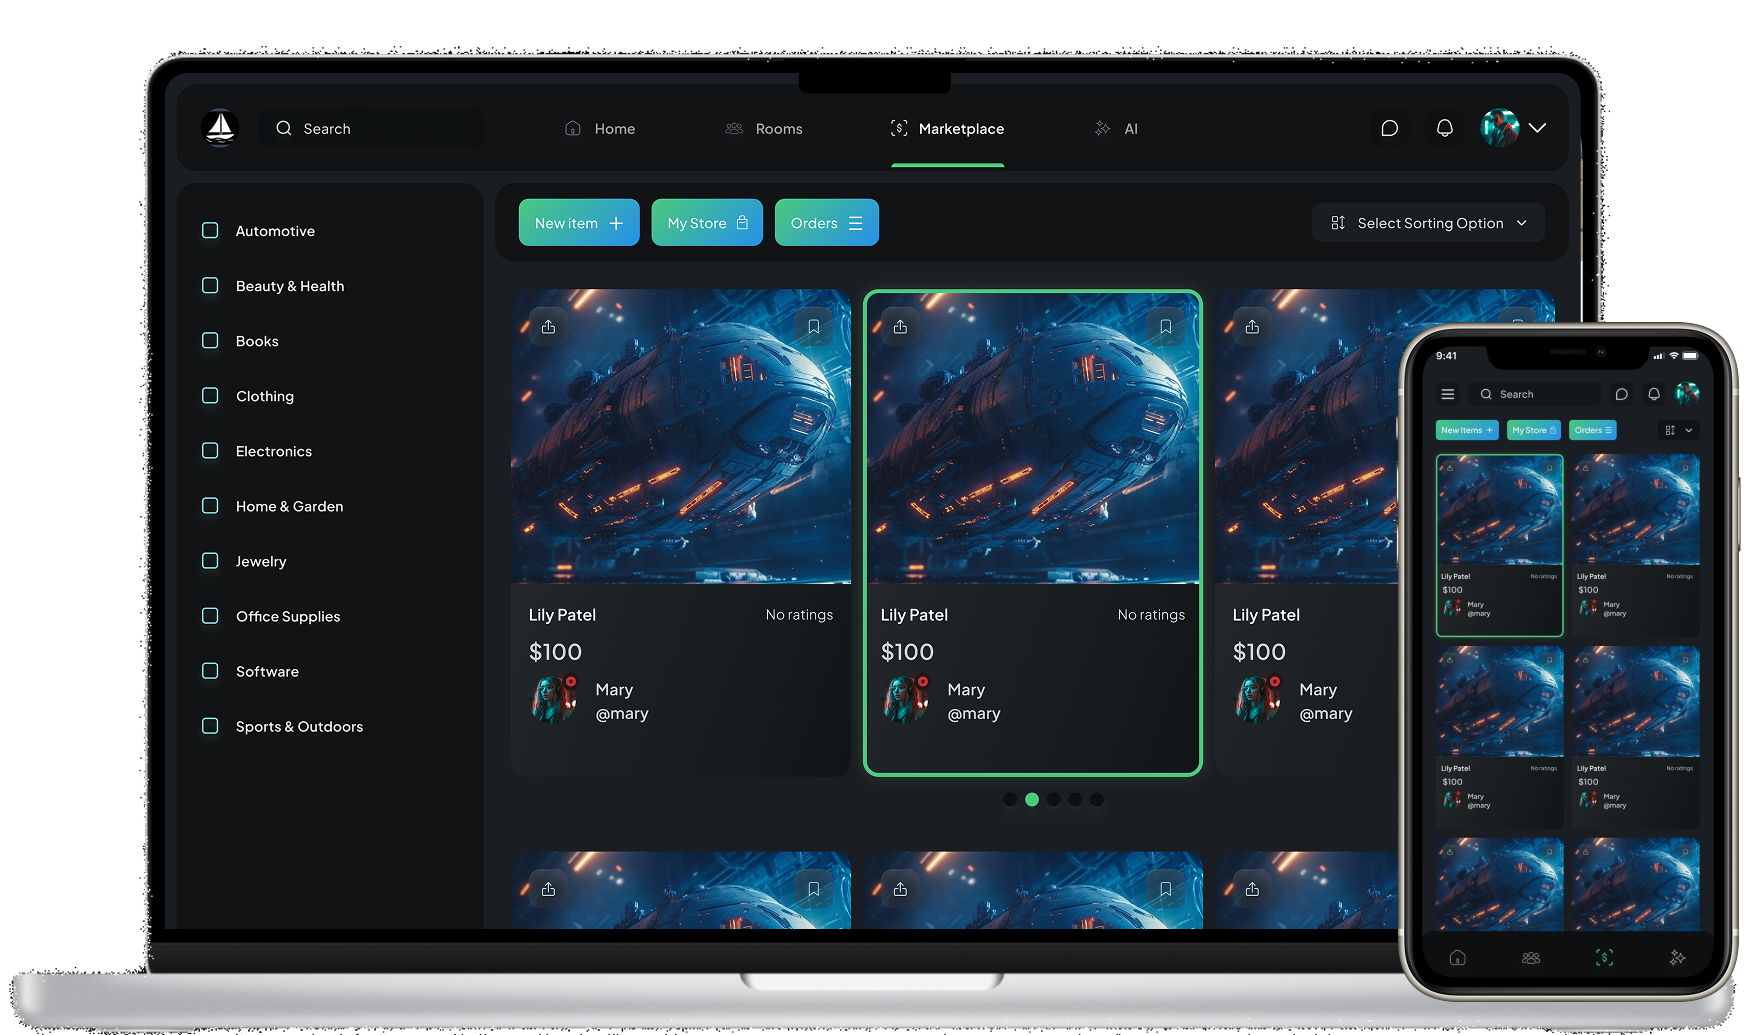 Search
Home
Rooms
Marketplace
AI
Automotive
Beauty & Health
Books
Clothing
Electronics
Home & Garden
Jewelry
Office Supplies
Software
Sports & Outdoors
New item
My Store
Orders
Select Sorting Option
Lily Patel
No ratings
$100
Mary
@mary
Lily Patel
No ratings
$100
Mary
@mary
Lily Patel
$100
Mary
@mary
9:41
Search
New Items
My Store
Orders
Lily Patel
No ratings
$100
Mary
@mary
Lily Patel
No ratings
$100
Mary
@mary
Lily Patel
No ratings
$100
Mary
@mary
Lily Patel
No ratings
$100
Mary
@mary